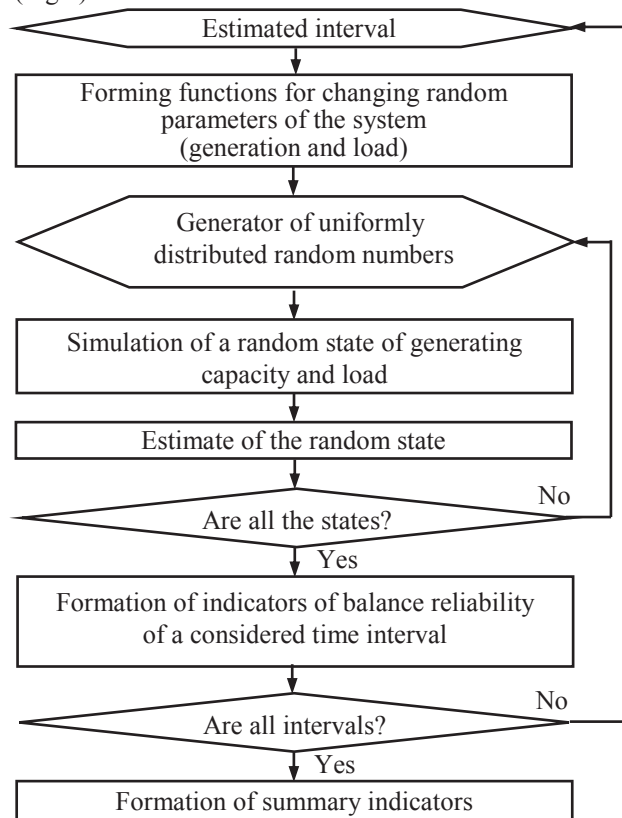 Estimated interval
Forming functions for changing random
parameters of the system
(generation and load)
Generator of uniformly
distributed random numbers
Simulation of a random state of generating
capacity and load
Estimate of the random state
Are all the states?
No
Yes
Formation of indicators of balance reliability
of a considered time interval
Are all intervals?
No
Yes
Formation of summary indicators